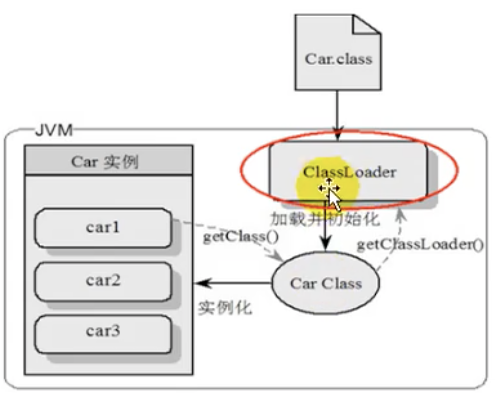 Car.class
JVM
Car 实例
ClassLoader
加载并初始化
car1
getClass()
getClassLoader()
car2
Car Class
实例化
car3